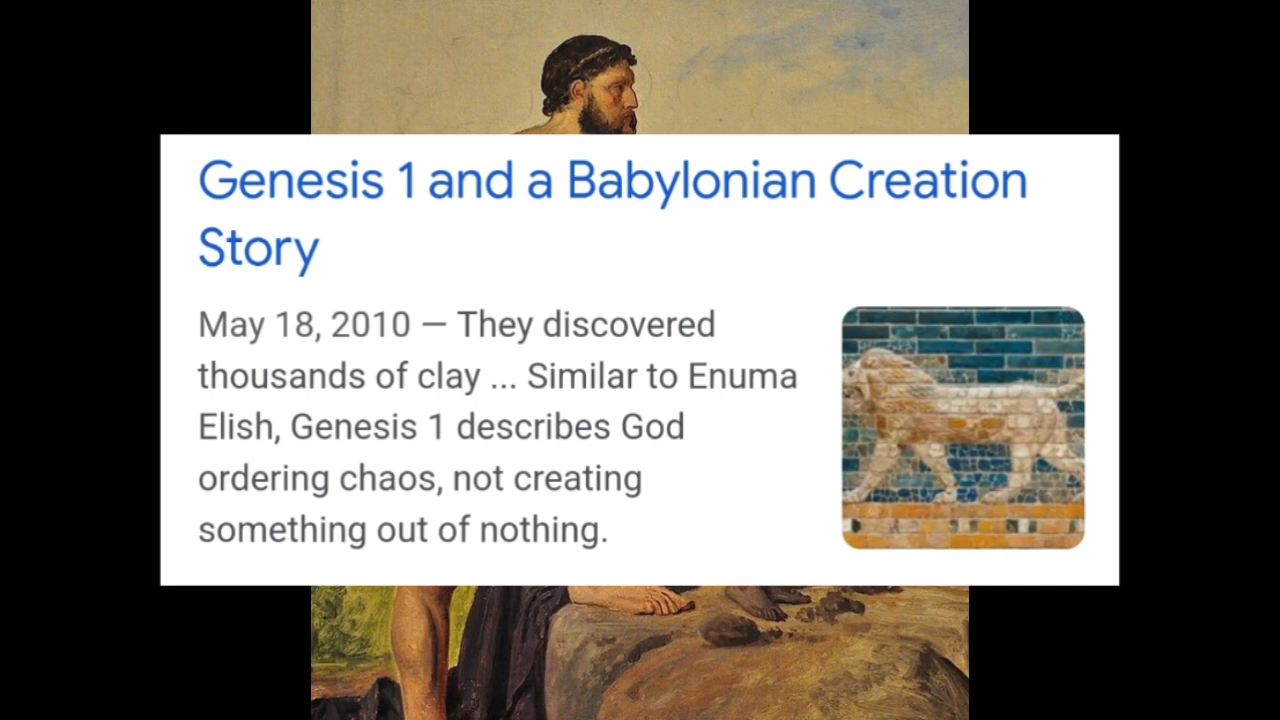 Genesis 1 and a Babylonian Creation
Story
May 18, 2010 — They discovered
thousands of clay ... Similar to Enuma
Elish, Genesis 1 describes God
ordering chaos, not creating
something out of nothing.